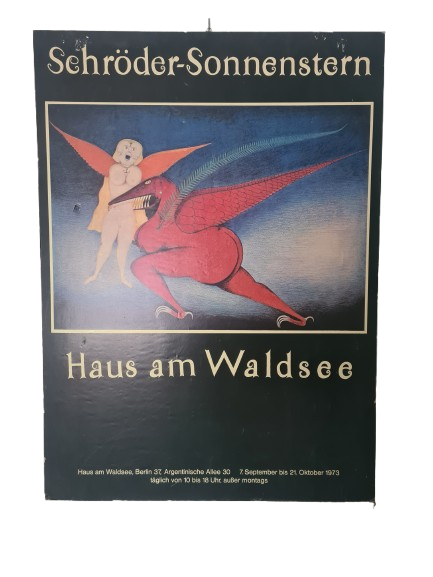 Schröder-Sonnenstern
Haus am Waldsee
Haus am Waldsee, Berlin 37, Argentinische Allee 30 7. September bis 21. Oktober 1973
täglich von 10 bis 18 Uhr, außer montags